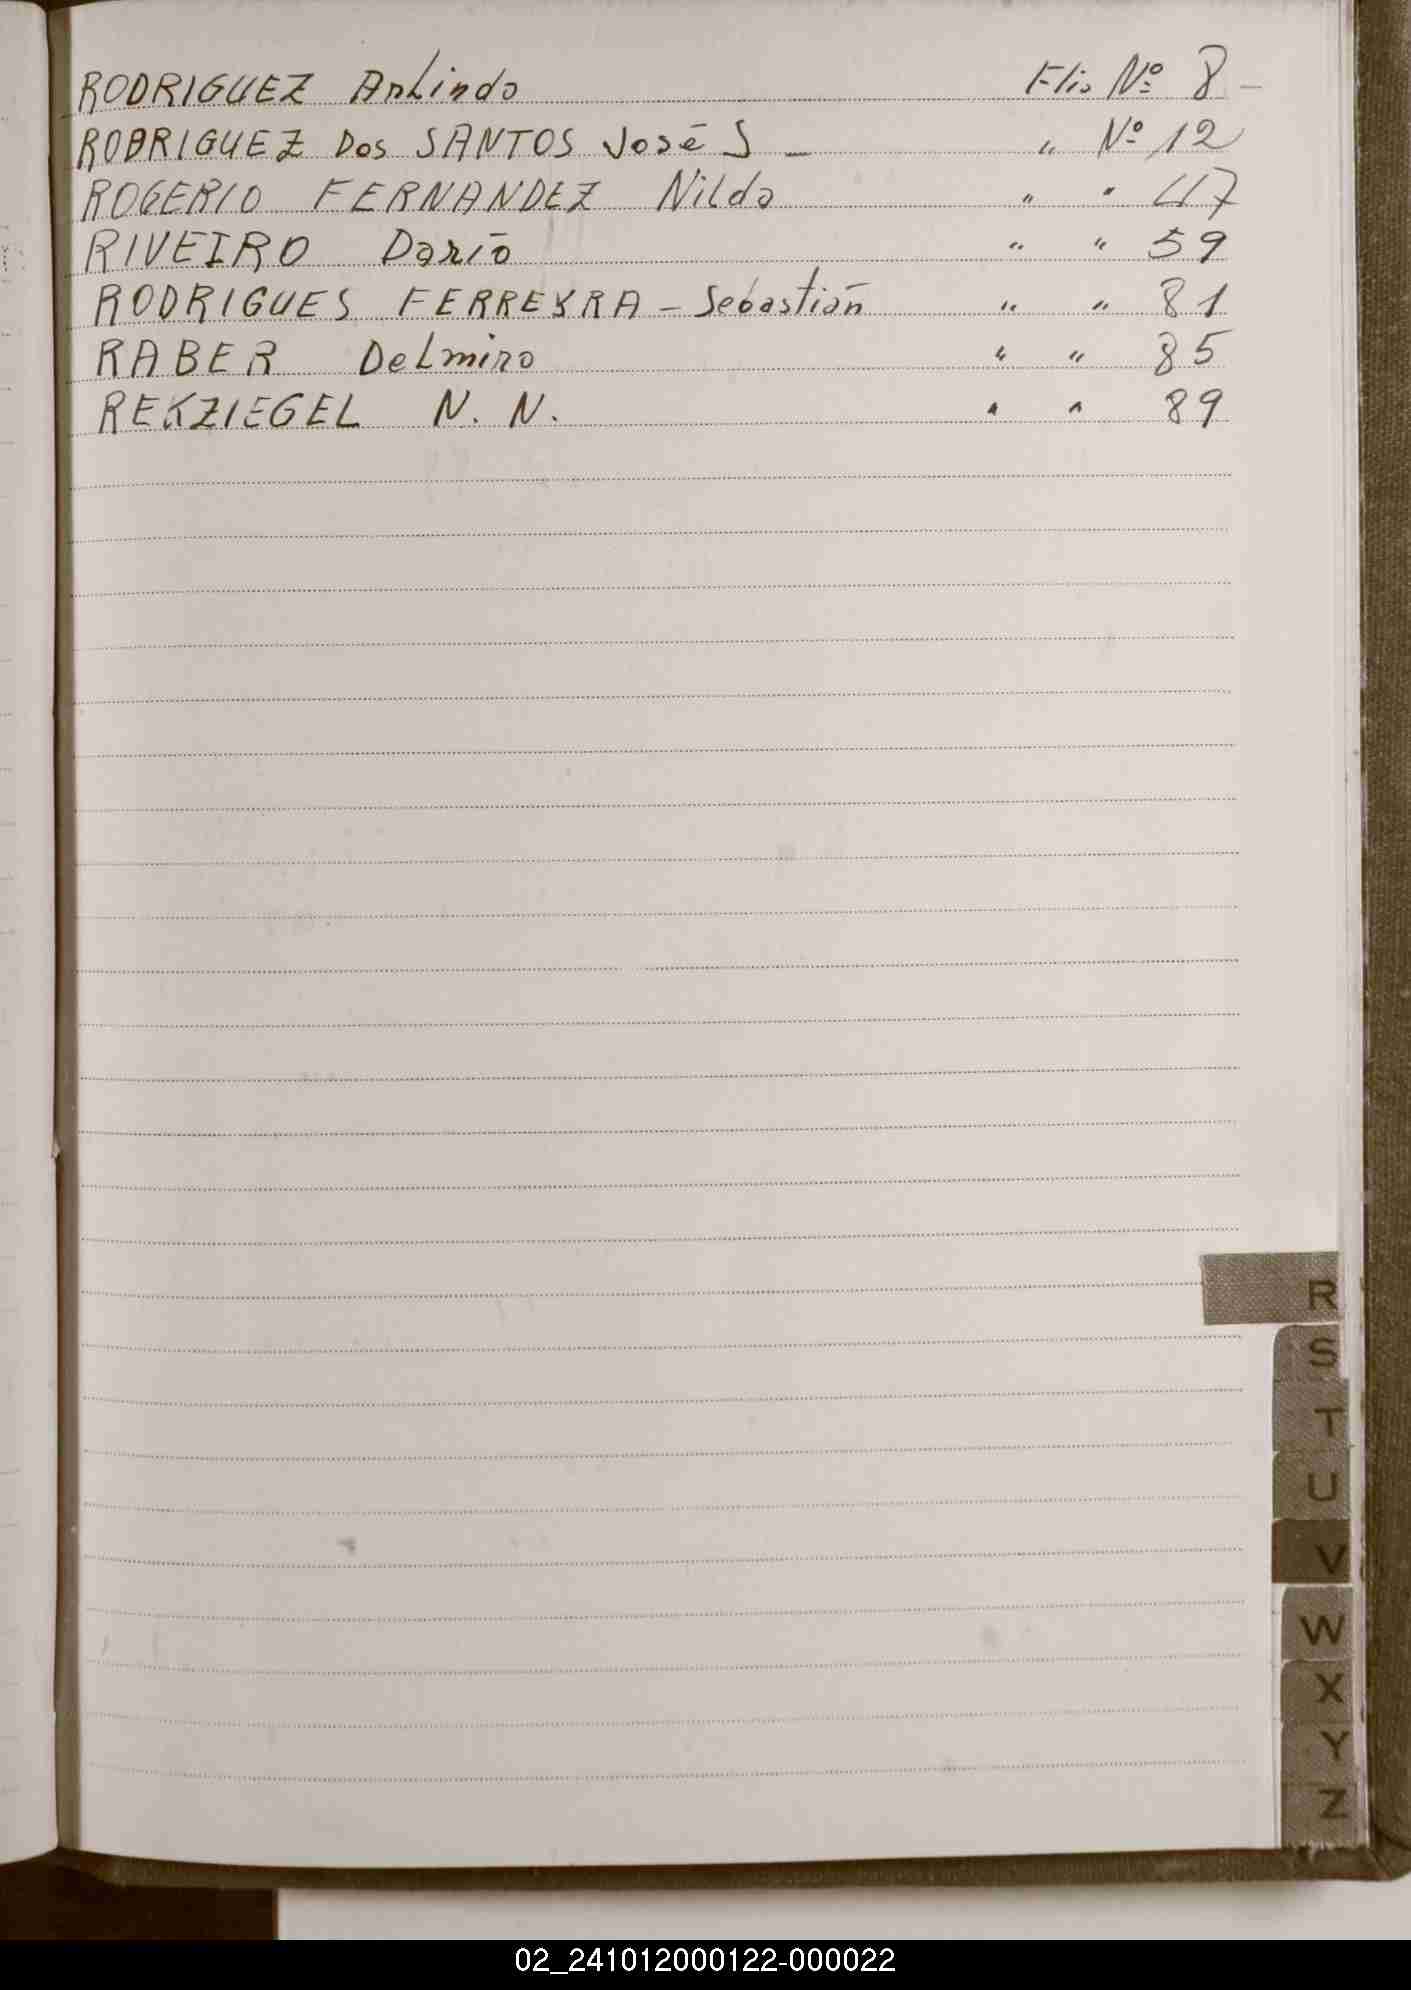 RODRIGUEZ Arlindo Flio Nº 8 -
RODRIGUEZ Dos SANTOS José S - " Nº 12
ROGERIO FERNANDEZ Nildo " " 47
RIVEIRO Darío " " 59
RODRIGUES FERREYRA - Sebastián " " 81
RABER Delmiro " " 85
REKZIEGEL N. N. " " 89
R
S
T
U
V
W
X
Y
Z
02_241012000122-000022